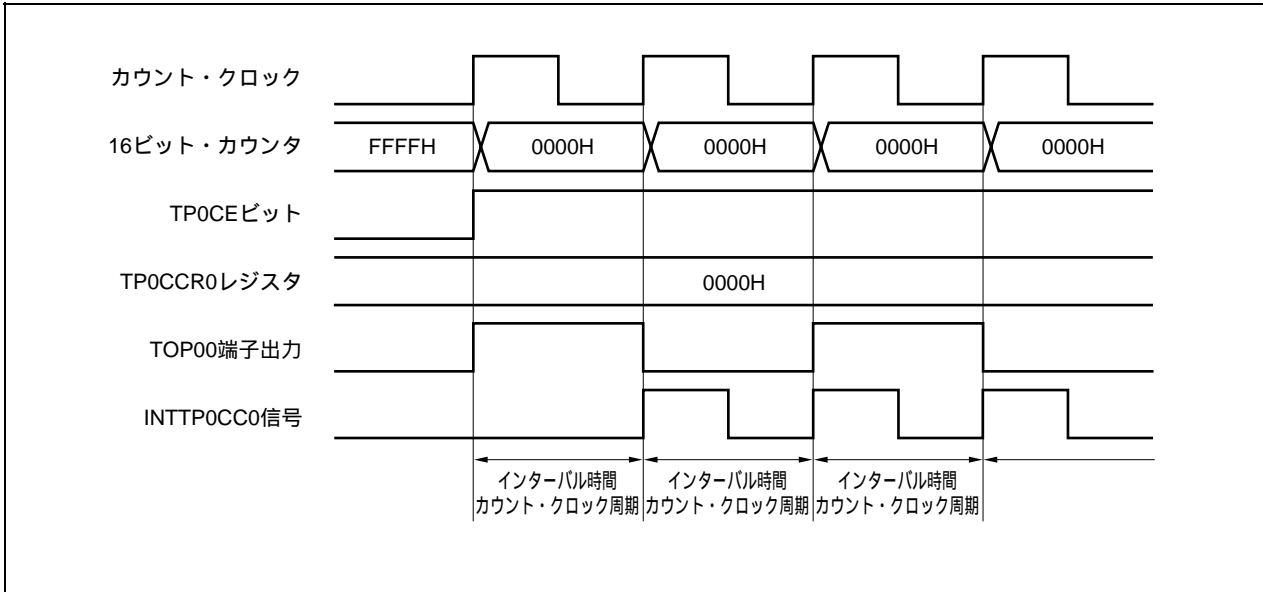 カウント・クロック
16ビット・カウンタ
FFFFH
0000H
0000H
0000H
0000H
TP0CEビット
TP0CCR0レジスタ
0000H
TOP00端子出力
INTTP0CC0信号
インターバル時間
カウント・クロック周期
インターバル時間
カウント・クロック周期
インターバル時間
カウント・クロック周期